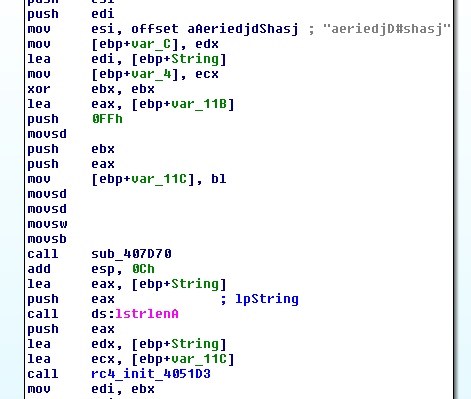 push edi
mov esi, offset aAeriedjdShasj ; "aeriedjD#shasj"
mov [ebp+var_C], edx
lea edi, [ebp+String]
mov [ebp+var_4], ecx
xor ebx, ebx
lea eax, [ebp+var_11B]
push 0FFh
movsd
push ebx
push eax
mov [ebp+var_11C], bl
movsd
movsd
movsw
movsb
call sub_407D70
add esp, 0Ch
lea eax, [ebp+String]
push eax ; lpString
call ds:lstrlenA
push eax
lea edx, [ebp+String]
lea ecx, [ebp+var_11C]
call rc4_init_4051D3
mov edi, ebx